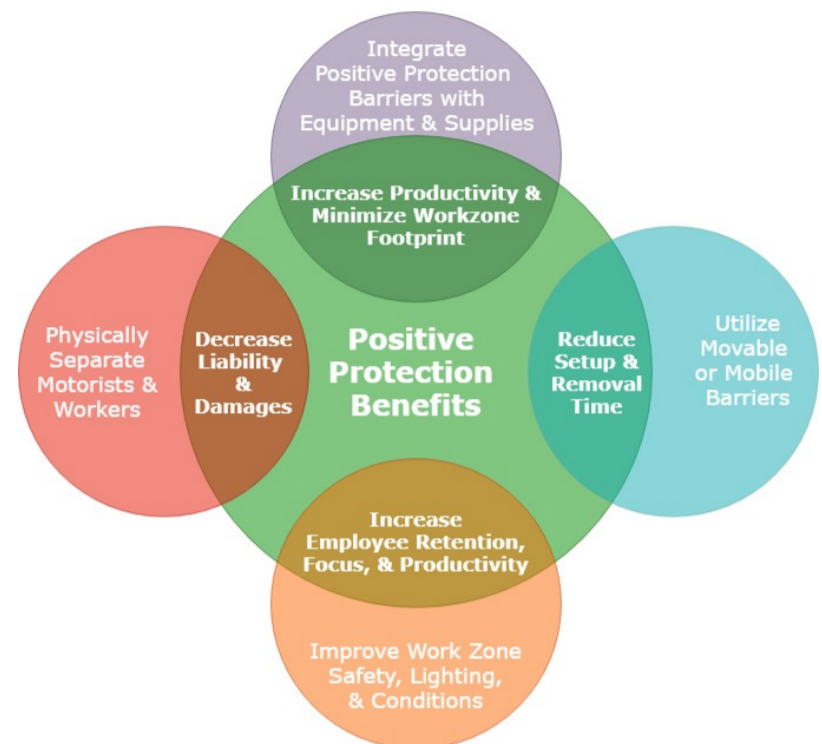 Integrate
Positive Protection
Barriers with
Equipment & Supplies
Increase Productivity &
Minimize Workzone
Footprint
Physically
Separate
Motorists &
Workers
Decrease
Liability
&
Damages
Positive
Protection
Benefits
Reduce
Setup &
Removal
Time
Utilize
Movable
or Mobile
Barriers
Increase
Employee Retention,
Focus, & Productivity
Improve Work Zone
Safety, Lighting,
& Conditions